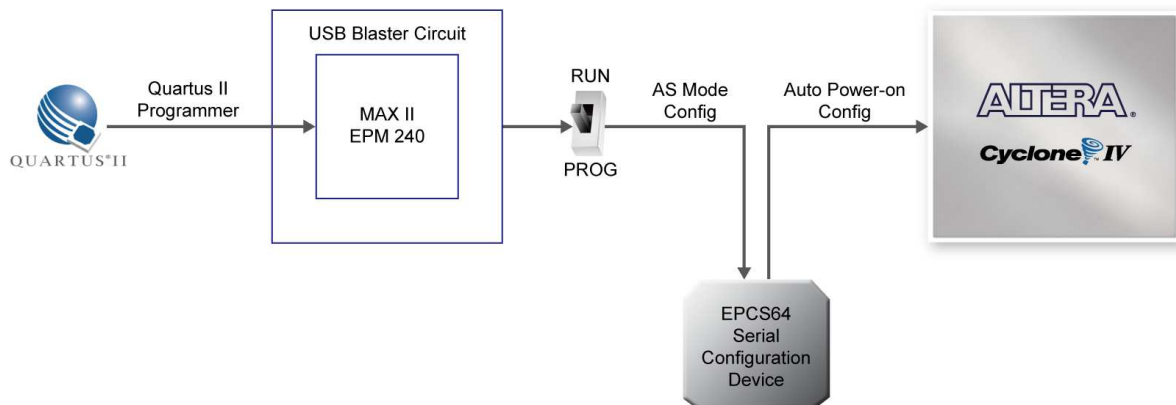 USB Blaster Circuit
Quartus II
Programmer
MAX II
EPM 240
QUARTUS®II
RUN
PROG
AS Mode
Config
Auto Power-on
Config
ALTERA®
Cyclone™ IV
EPCS64
Serial
Configuration
Device